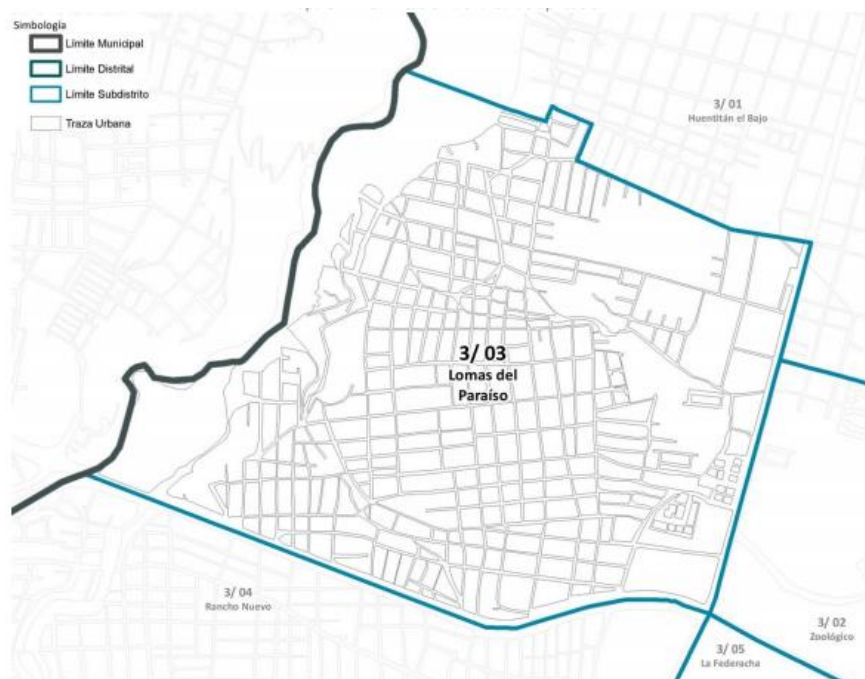 Simbología
Límite Municipal
Límite Distrital
Límite Subdistrito
Traza Urbana
3/ 01
Huentitán el Bajo
3/ 03
Lomas del
Paraíso
3/ 04
Rancho Nuevo
3/ 02
Zoológico
3/ 05
La Federacha